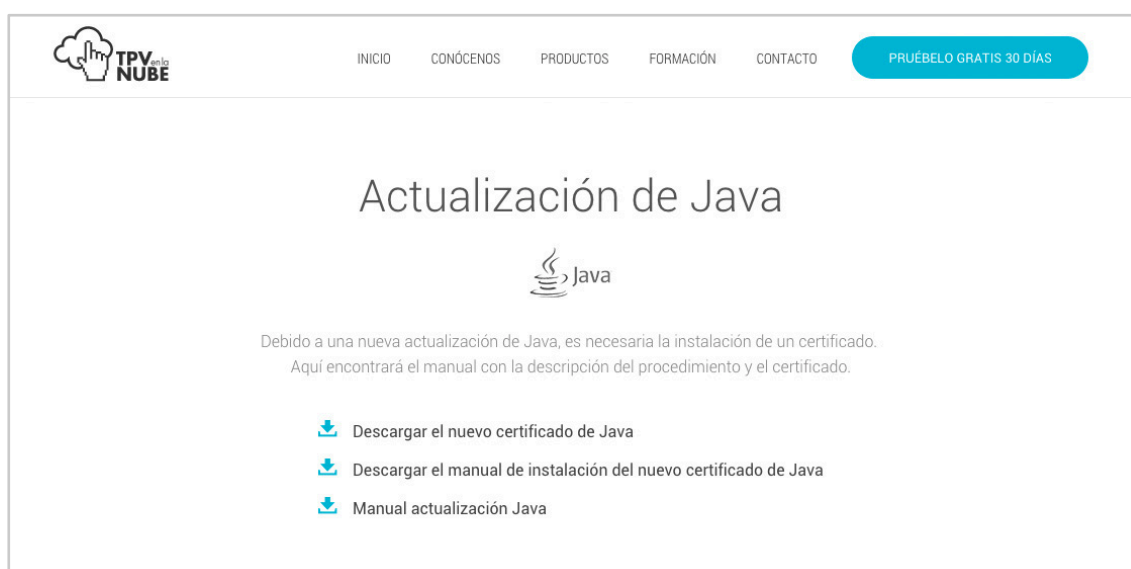 TPV en la
NUBE
INICIO CONÓCENOS PRODUCTOS FORMACIÓN CONTACTO PRUÉBELO GRATIS 30 DÍAS
Actualización de Java
Java
Debido a una nueva actualización de Java, es necesaria la instalación de un certificado.
Aquí encontrará el manual con la descripción del procedimiento y el certificado.
Descargar el nuevo certificado de Java
Descargar el manual de instalación del nuevo certificado de Java
Manual actualización Java